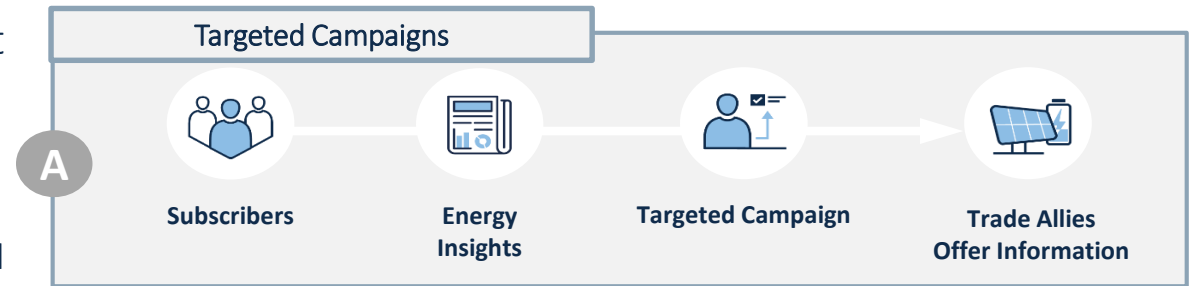 Targeted Campaigns
A
Subscribers
Energy
Insights
Targeted Campaign
Trade Allies
Offer Information